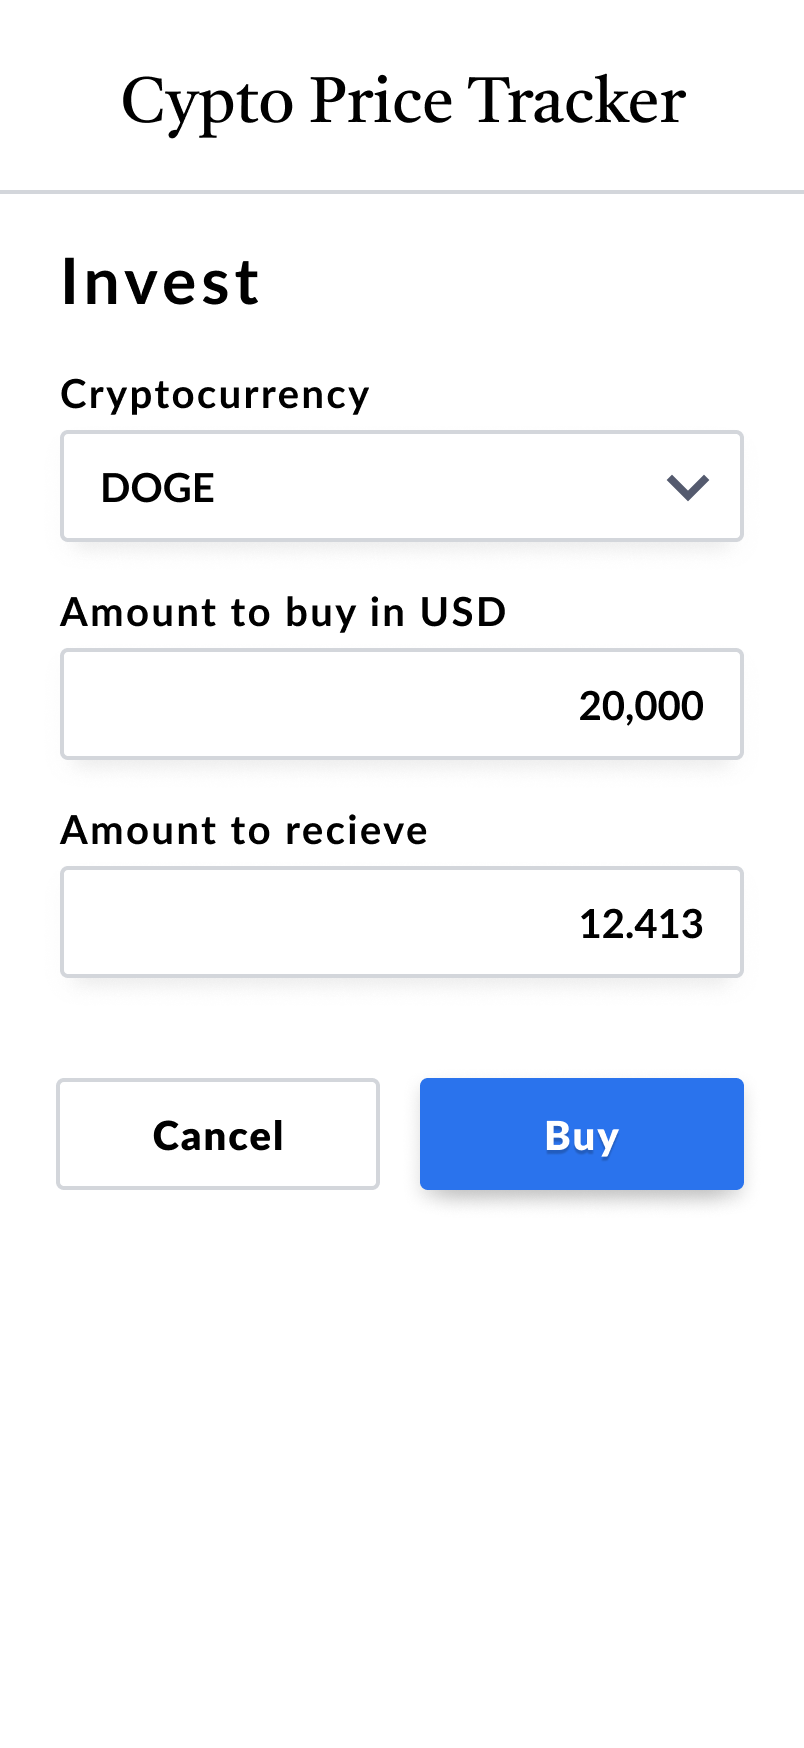 Cypto Price Tracker
Invest
Cryptocurrency
DOGE
Amount to buy in USD
20,000
Amount to recieve
12.413
Cancel
Buy